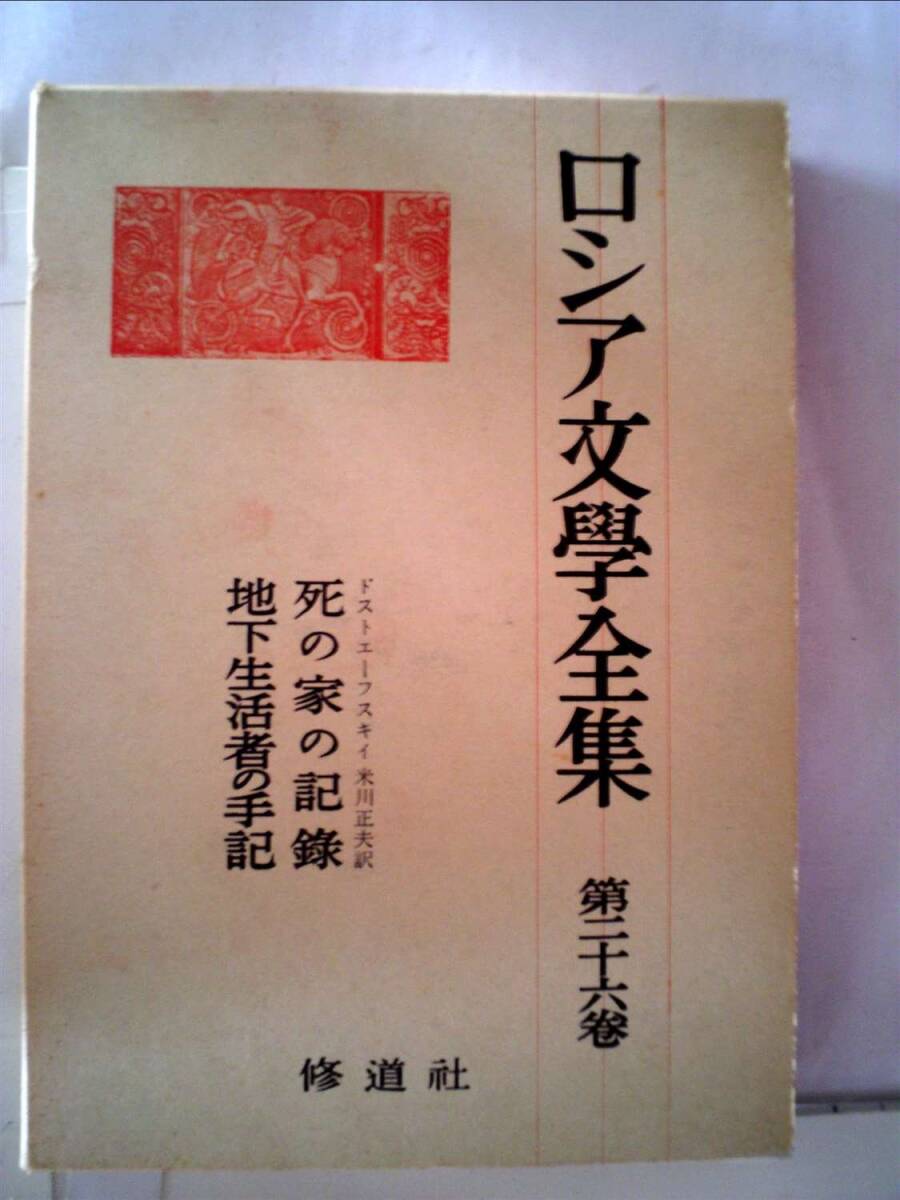 ロシア文學全集 第二十六卷
ドストエーフスキイ 米川正夫訳
死の家の記錄
地下生活者の手記
修道社